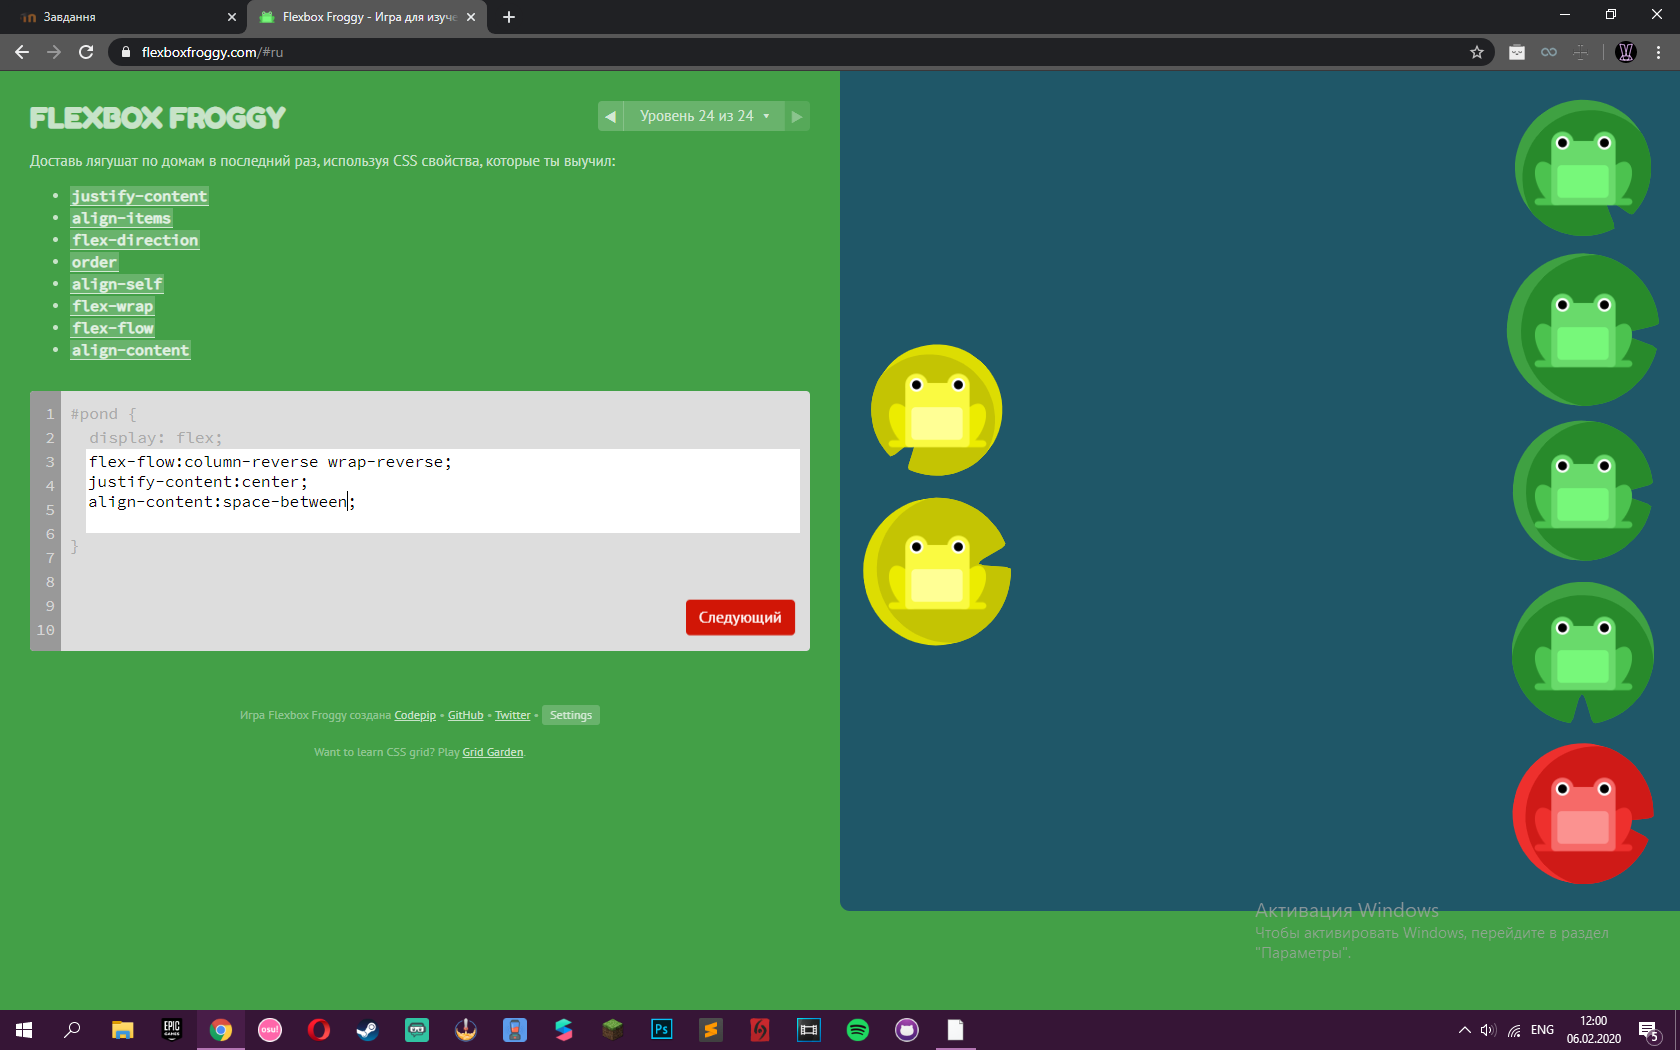 Завдання
Flexbox Froggy - Игра для изуче
flexboxfroggy.com/#ru
FLEXBOX FROGGY
Уровень 24 из 24
Доставь лягушат по домам в последний раз, используя CSS свойства, которые ты выучил:
• justify-content
• align-items
• flex-direction
• order
• align-self
• flex-wrap
• flex-flow
• align-content
1 #pond {
2 display: flex;
3 flex-flow:column-reverse wrap-reverse;
4 justify-content:center;
5 align-content:space-between;
6 }
7
8
9
10
Следующий
Игра Flexbox Froggy создана Codepip • GitHub • Twitter • Settings
Want to learn CSS grid? Play Grid Garden.
Активация Windows
Чтобы активировать Windows, перейдите в раздел
"Параметры".
EPIC
GAMES
osu!
Ps
ENG
12:00
06.02.2020
5